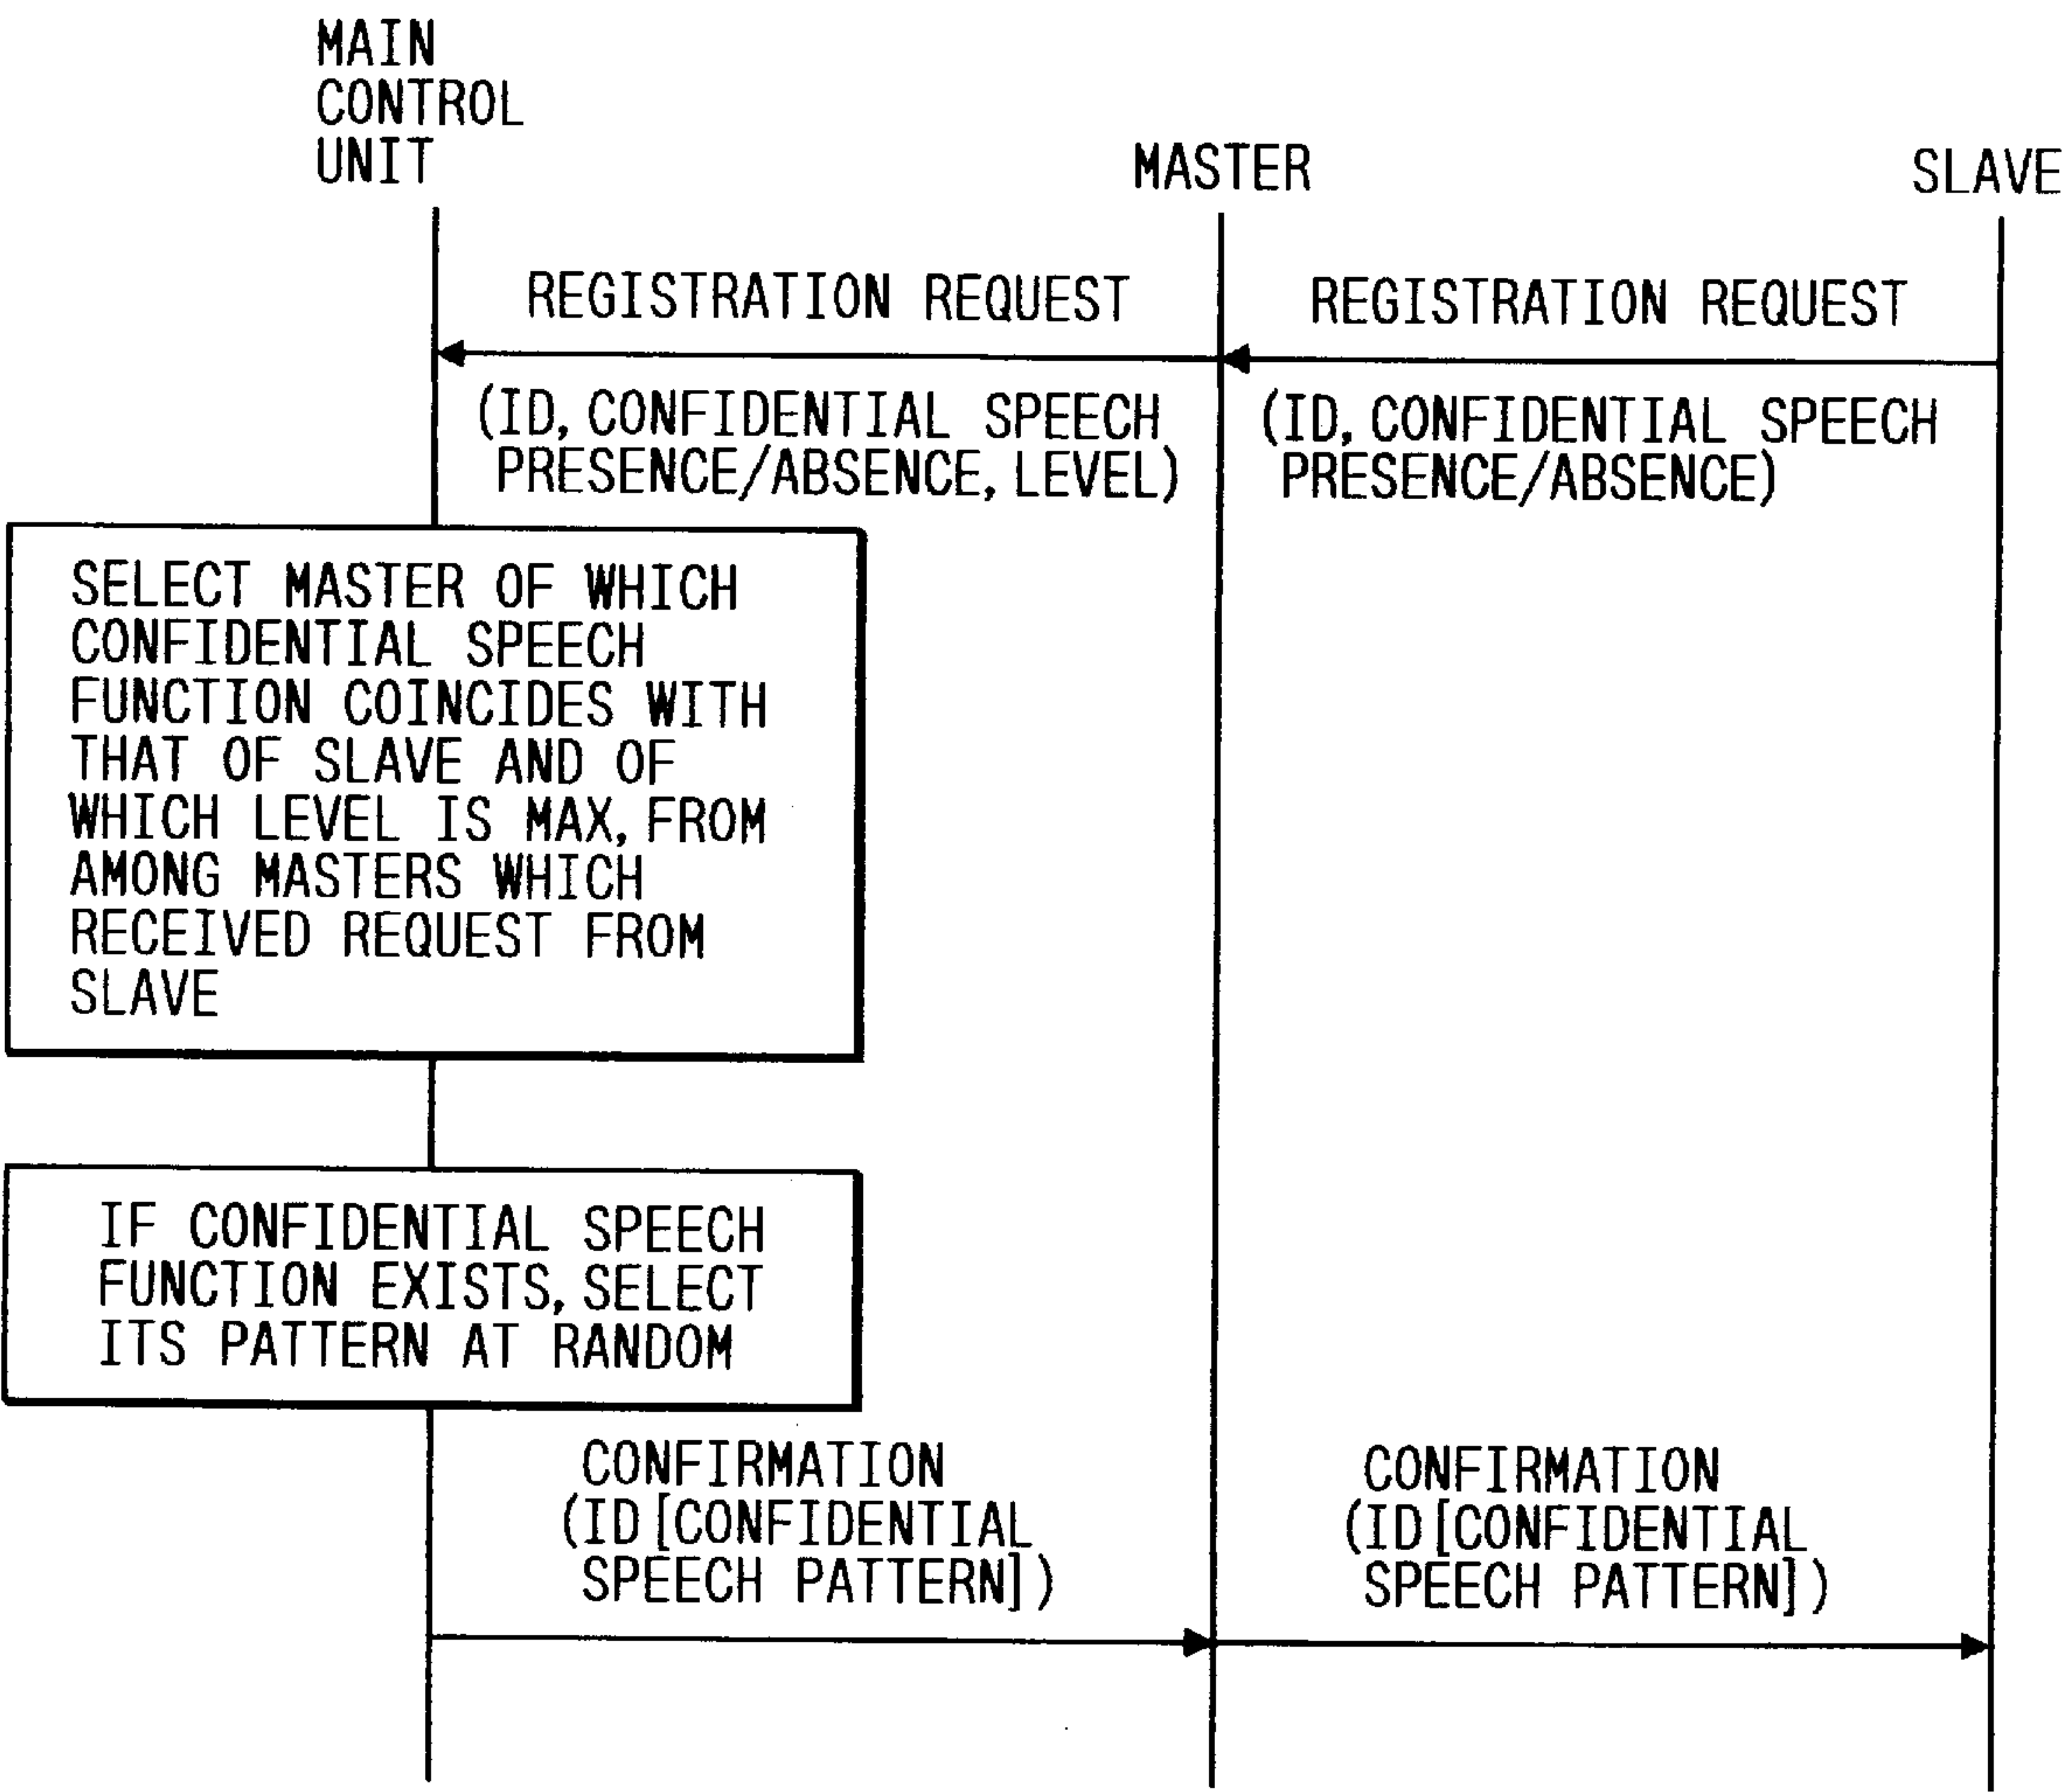 MAIN
CONTROL
UNIT
MASTER
SLAVE
REGISTRATION REQUEST
REGISTRATION REQUEST
(ID, CONFIDENTIAL SPEECH
PRESENCE/ABSENCE, LEVEL)
(ID, CONFIDENTIAL SPEECH
PRESENCE/ABSENCE)
SELECT MASTER OF WHICH
CONFIDENTIAL SPEECH
FUNCTION COINCIDES WITH
THAT OF SLAVE AND OF
WHICH LEVEL IS MAX, FROM
AMONG MASTERS WHICH
RECEIVED REQUEST FROM
SLAVE
IF CONFIDENTIAL SPEECH
FUNCTION EXISTS, SELECT
ITS PATTERN AT RANDOM
CONFIRMATION
(ID [CONFIDENTIAL
SPEECH PATTERN])
CONFIRMATION
(ID [CONFIDENTIAL
SPEECH PATTERN])